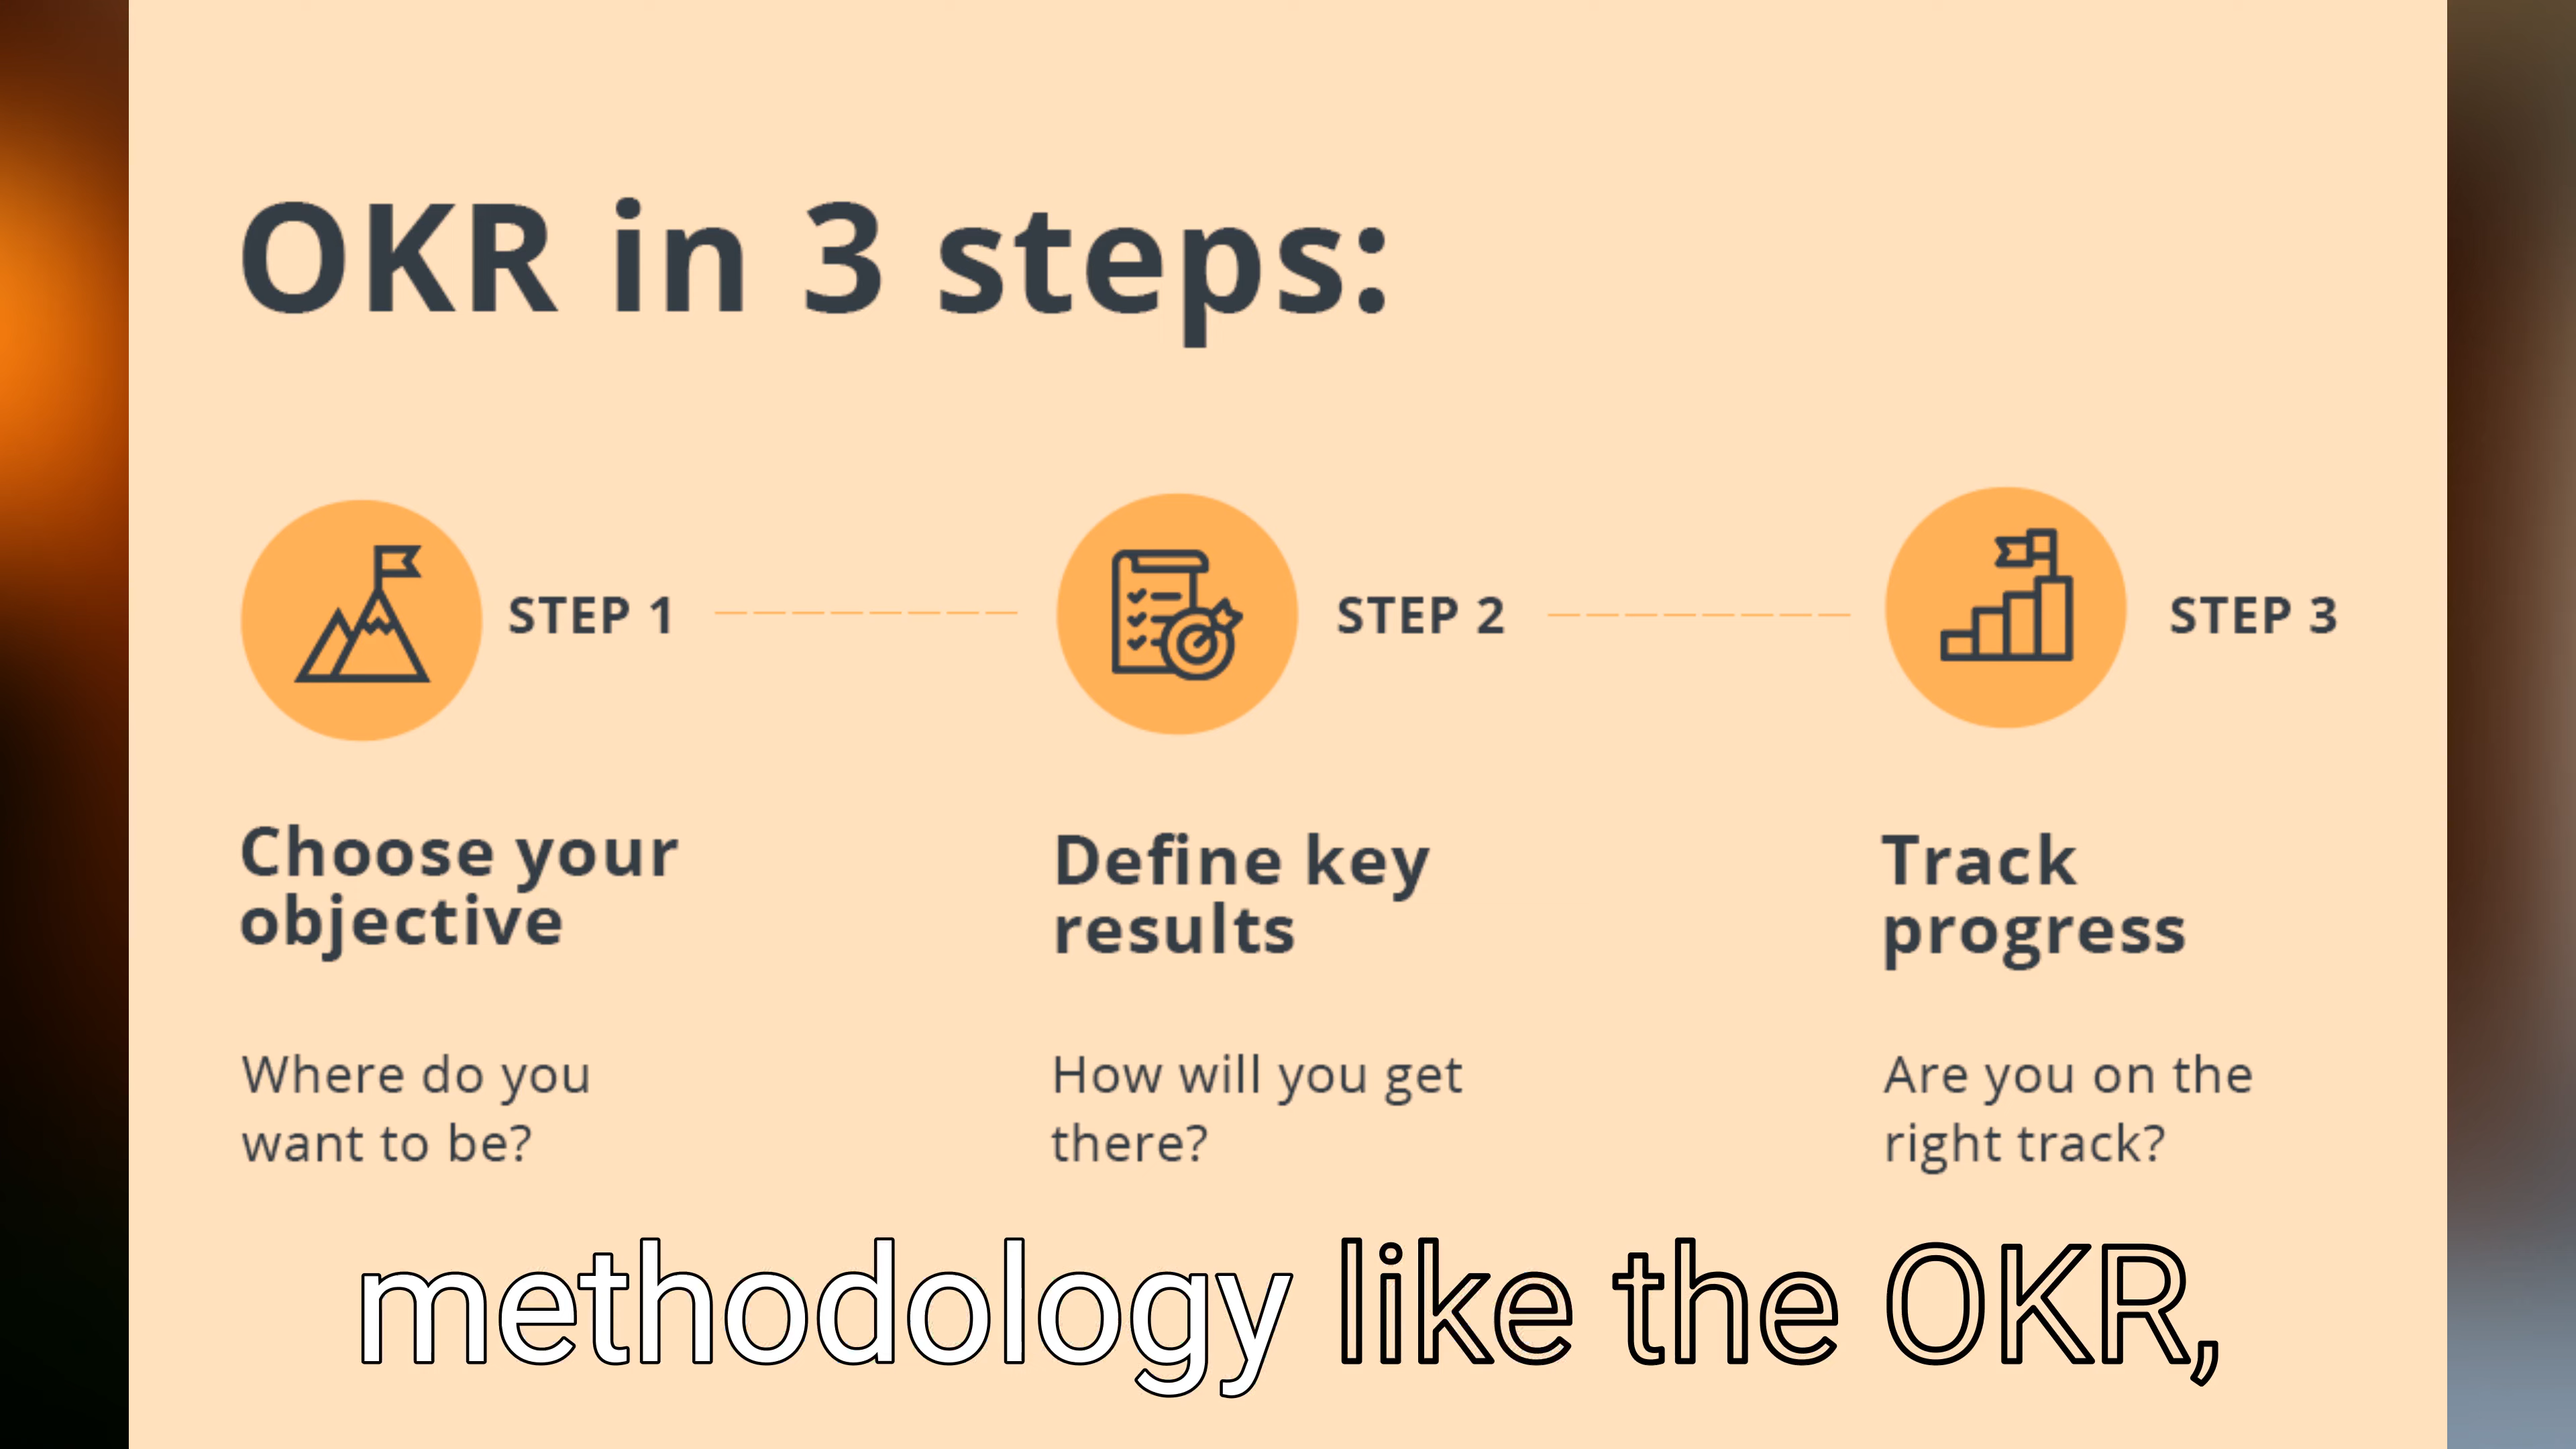 OKR in 3 steps:
STEP 1
STEP 2
STEP 3
Choose your
objective
Define key
results
Track
progress
Where do you
want to be?
How will you get
there?
Are you on the
right track?
methodology like the OKR,